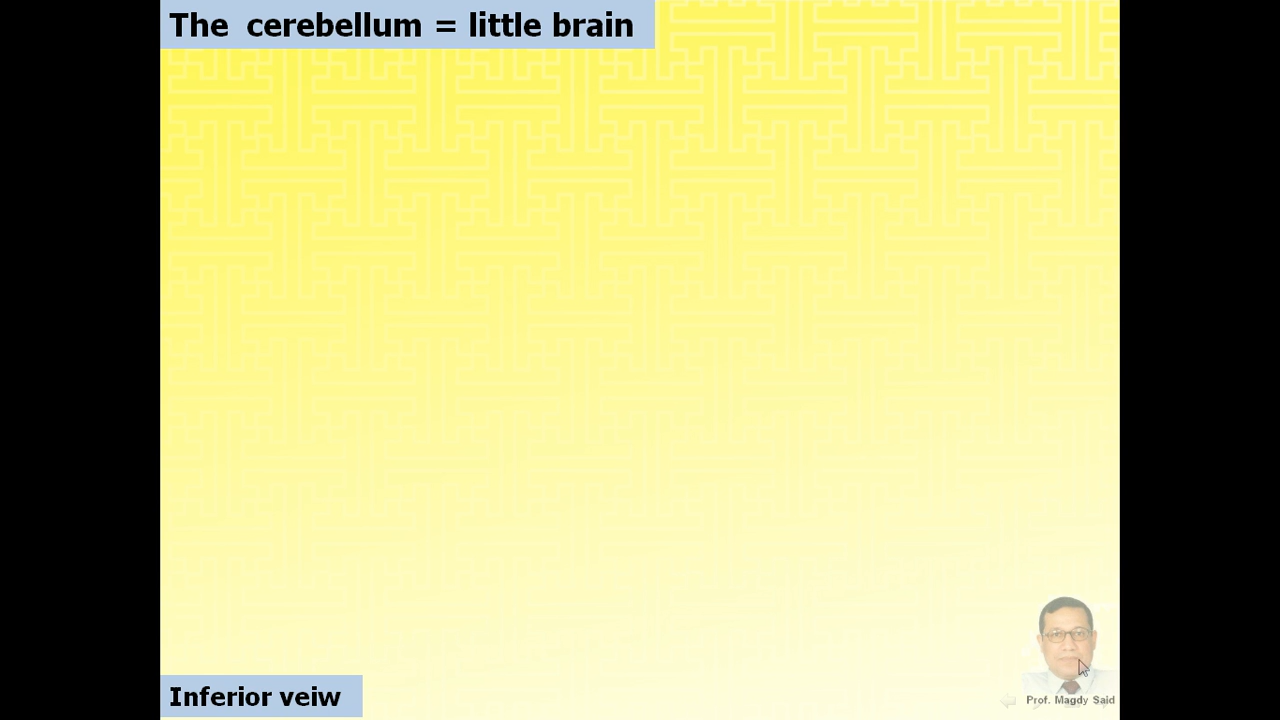 The cerebellum = little brain
Inferior veiw
Prof. Magdy Said